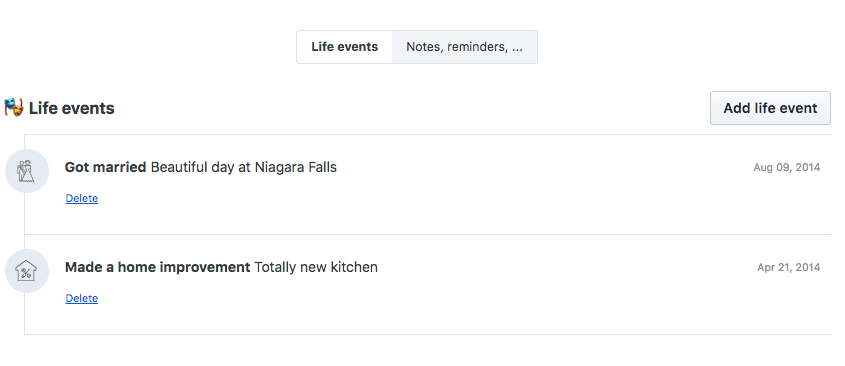 Life events
Notes, reminders, ...
Life events
Add life event
Got married Beautiful day at Niagara Falls
Aug 09, 2014
Delete
Made a home improvement Totally new kitchen
Apr 21, 2014
Delete